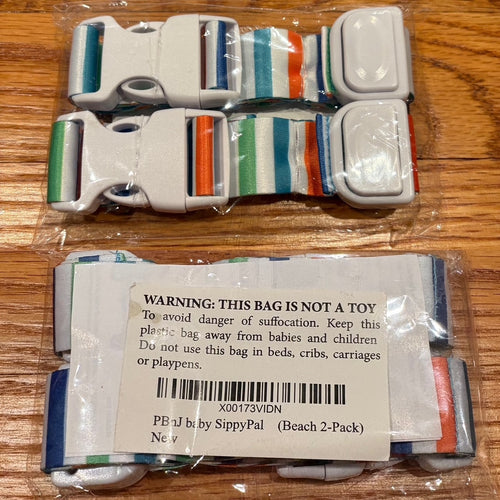 WARNING: THIS BAG IS NOT A TOY
To avoid danger of suffocation. Keep this
plastic bag away from babies and children
Do not use this bag in beds, cribs, carriages
or playpens.
X00173VIDN
PBnJ baby SippyPal (Beach 2-Pack)
New